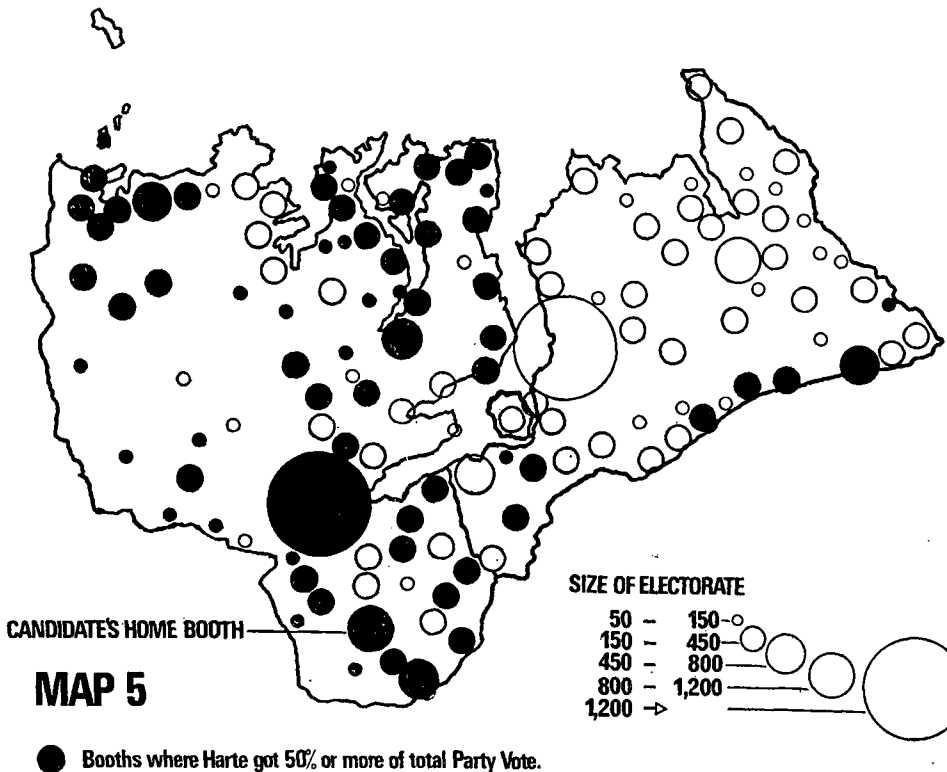 CANDIDATE'S HOME BOOTH
MAP 5
Booths where Harte got 50% or more of total Party Vote.
SIZE OF ELECTORATE
50 - 150
150 - 450
450 - 800
800 - 1,200
1,200 →